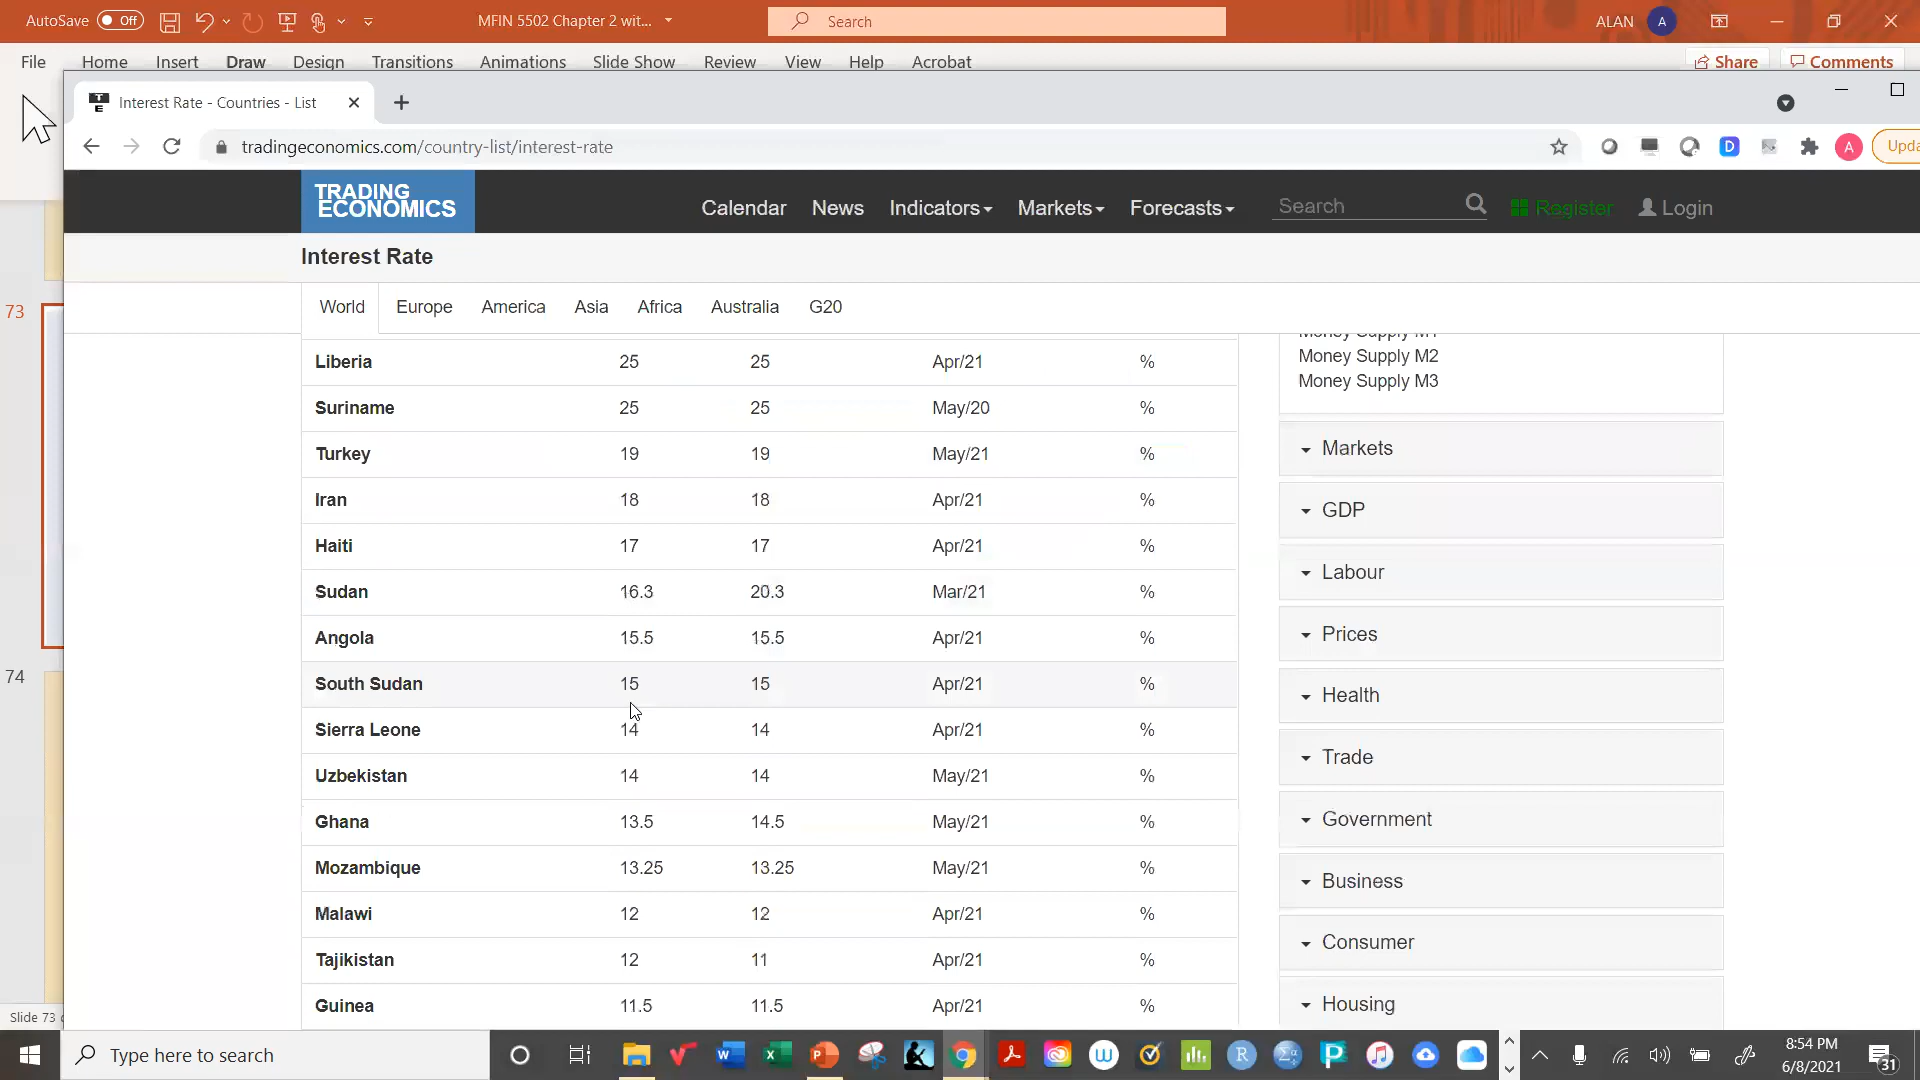 AutoSave Off MFIN 5502 Chapter 2 wit... Search ALAN A
File Home Insert Draw Design Transitions Animations Slide Show Review View Help Acrobat Share Comments
Interest Rate - Countries - List
tradingeconomics.com/country-list/interest-rate D A Upda
TRADING
ECONOMICS
Calendar News Indicators Markets Forecasts Search Register Login
Interest Rate
World Europe America Asia Africa Australia G20
73
74
Liberia 25 25 Apr/21 %
Suriname 25 25 May/20 %
Turkey 19 19 May/21 %
Iran 18 18 Apr/21 %
Haiti 17 17 Apr/21 %
Sudan 16.3 20.3 Mar/21 %
Angola 15.5 15.5 Apr/21 %
South Sudan 15 15 Apr/21 %
Sierra Leone 14 14 Apr/21 %
Uzbekistan 14 14 May/21 %
Ghana 13.5 14.5 May/21 %
Mozambique 13.25 13.25 May/21 %
Malawi 12 12 Apr/21 %
Tajikistan 12 11 Apr/21 %
Guinea 11.5 11.5 Apr/21 %
Money Supply M1
Money Supply M2
Money Supply M3
Markets
GDP
Labour
Prices
Health
Trade
Government
Business
Consumer
Housing
Slide 73
Type here to search
8:54 PM
6/8/2021
31